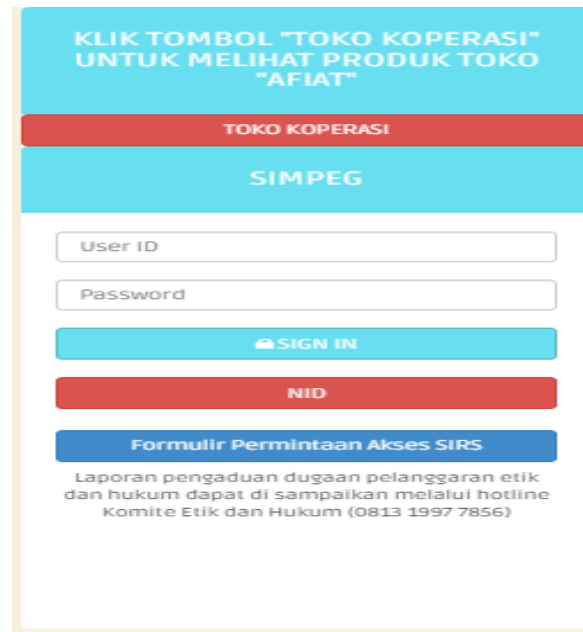 KLIK TOMBOL "TOKO KOPERASI"
UNTUK MELIHAT PRODUK TOKO
"AFIAT"
TOKO KOPERASI
SIMPEG
User ID
Password
SIGN IN
NID
Formulir Permintaan Akses SIRS
Laporan pengaduan dugaan pelanggaran etik
dan hukum dapat di sampaikan melalui hotline
Komite Etik dan Hukum (0813 1997 7856)